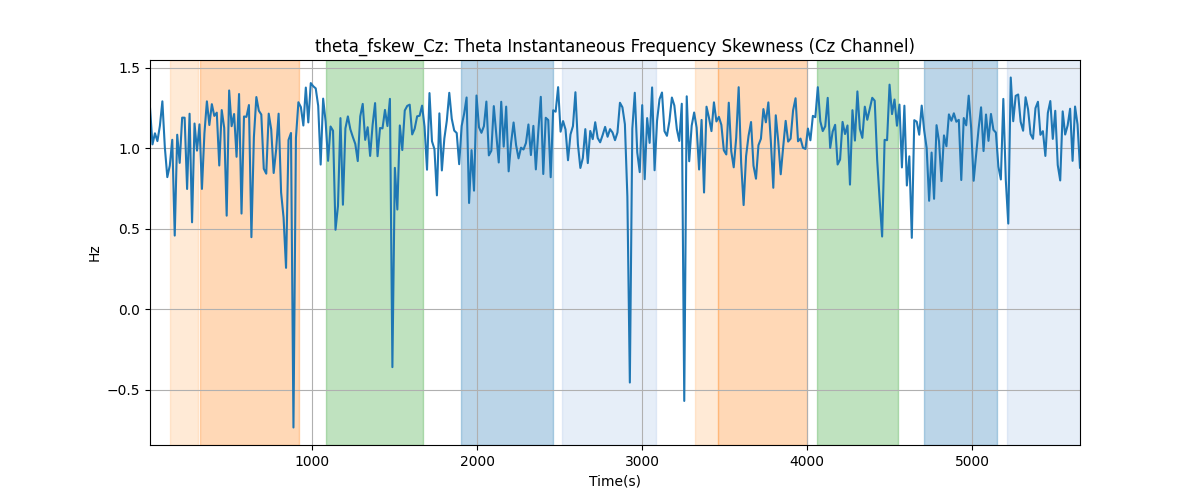 theta_fskew_Cz: Theta Instantaneous Frequency Skewness (Cz Channel)
1.5
1.0
0.5
0.0
−0.5
Hz
1000 2000 3000 4000 5000
Time(s)